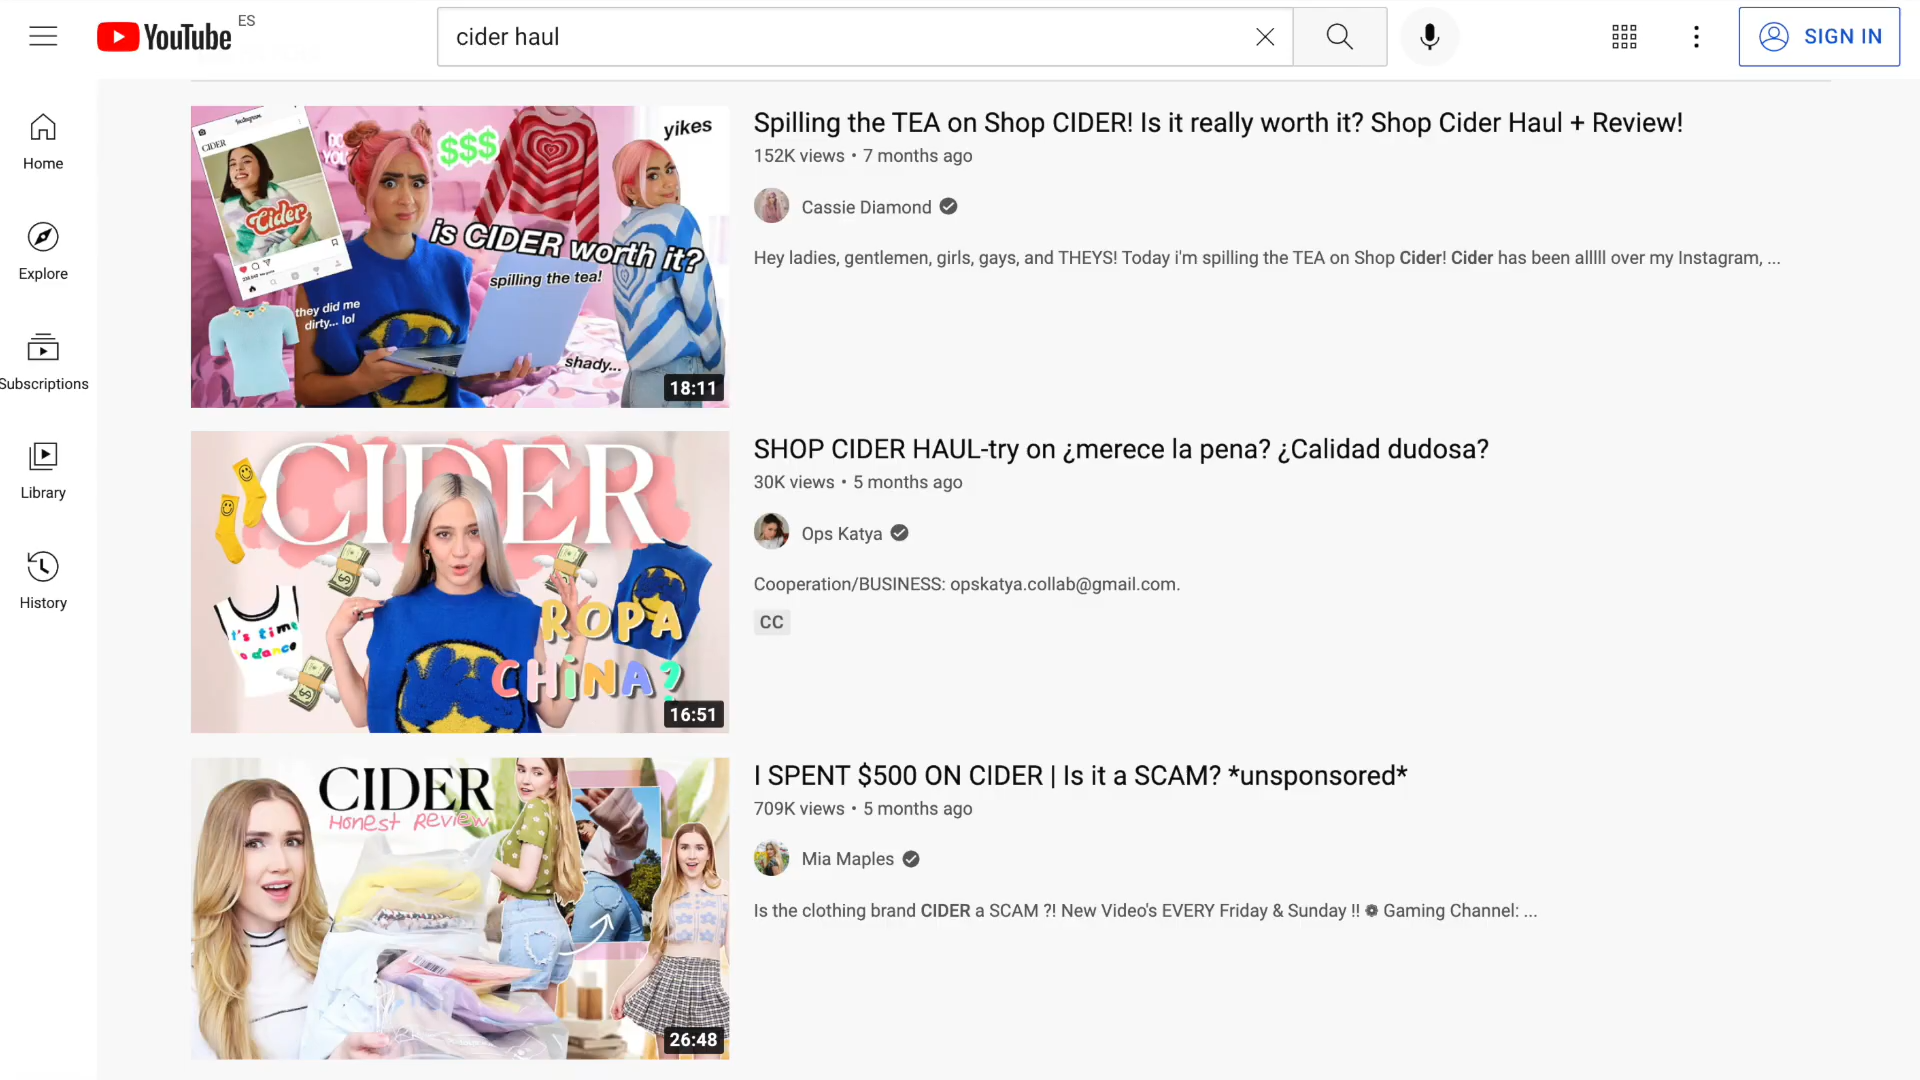 YouTube ES
cider haul
SIGN IN
Home
Explore
Subscriptions
Library
History
Instagram
CIDER
Cider
$$$
yikes
is CIDER worth it?
spilling the tea!
they did me
dirty... lol
shady...
18:11
Spilling the TEA on Shop CIDER! Is it really worth it? Shop Cider Haul + Review!
152K views • 7 months ago
Cassie Diamond
Hey ladies, gentlemen, girls, gays, and THEYS! Today i'm spilling the TEA on Shop Cider! Cider has been alllll over my Instagram, ...
CIDER
ROPA
CHiNA?
16:51
SHOP CIDER HAUL-try on ¿merece la pena? ¿Calidad dudosa?
30K views • 5 months ago
Ops Katya
Cooperation/BUSINESS: opskatya.collab@gmail.com.
CC
CIDER
Honest Review
26:48
I SPENT $500 ON CIDER | Is it a SCAM? *unsponsored*
709K views • 5 months ago
Mia Maples
Is the clothing brand CIDER a SCAM ?! New Video's EVERY Friday & Sunday !! ❁ Gaming Channel: ...